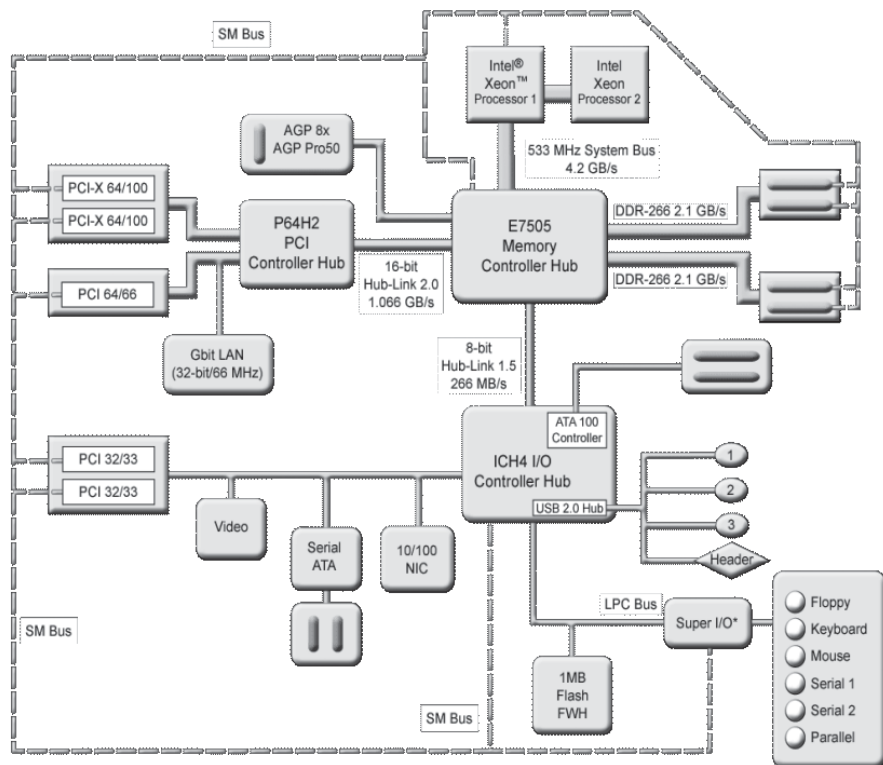 SM Bus
Intel®
Xeon™
Processor 1
Intel
Xeon
Processor 2
AGP 8x
AGP Pro50
533 MHz System Bus
4.2 GB/s
PCI-X 64/100
PCI-X 64/100
P64H2
PCI
Controller Hub
E7505
Memory
Controller Hub
DDR-266 2.1 GB/s
DDR-266 2.1 GB/s
16-bit
Hub-Link 2.0
1.066 GB/s
PCI 64/66
Gbit LAN
(32-bit/66 MHz)
8-bit
Hub-Link 1.5
266 MB/s
ATA 100
Controller
ICH4 I/O
Controller Hub
USB 2.0 Hub
1
2
3
Header
PCI 32/33
PCI 32/33
Video
Serial
ATA
10/100
NIC
LPC Bus
Super I/O*
Floppy
Keyboard
Mouse
Serial 1
Serial 2
Parallel
SM Bus
1MB
Flash
FWH
SM Bus